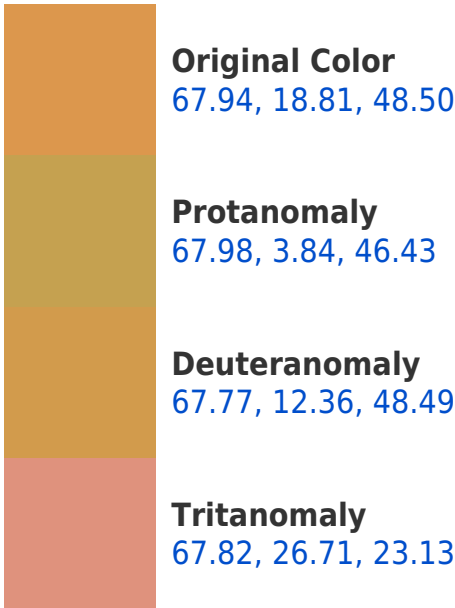 Original Color
67.94, 18.81, 48.50
Protanomaly
67.98, 3.84, 46.43
Deuteranomaly
67.77, 12.36, 48.49
Tritanomaly
67.82, 26.71, 23.13